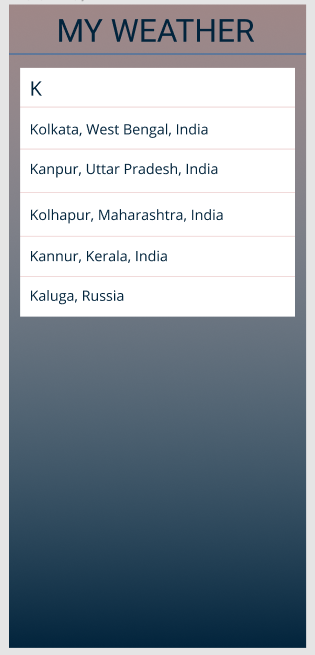 MY WEATHER
K
Kolkata, West Bengal, India
Kanpur, Uttar Pradesh, India
Kolhapur, Maharashtra, India
Kannur, Kerala, India
Kaluga, Russia